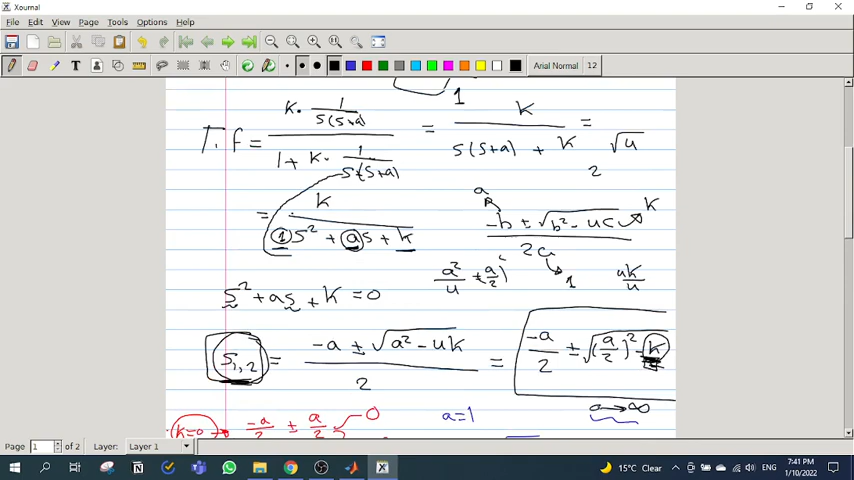 Xournal
File Edit View Page Tools Options Help
Arial Normal 12
T.f = K. 1/S(S+a) / 1 + K. 1/S(S+a) = K / S(S+a) + K =
1
√4
2
= K / 1S² + aS + K
-b ± √b² - 4C / 2a
a
K
1
a²/4 (a/2)² 4K/4
S² + aS + K = 0
S1,2 = -a ± √a² - 4K / 2 = -a/2 ± √(a/2)² - K
K=0 → -a/2 ± a/2 0
a=1
→ ∞
Page 1 of 2 Layer: Layer 1
15°C Clear ENG 7:41 PM 1/10/2022